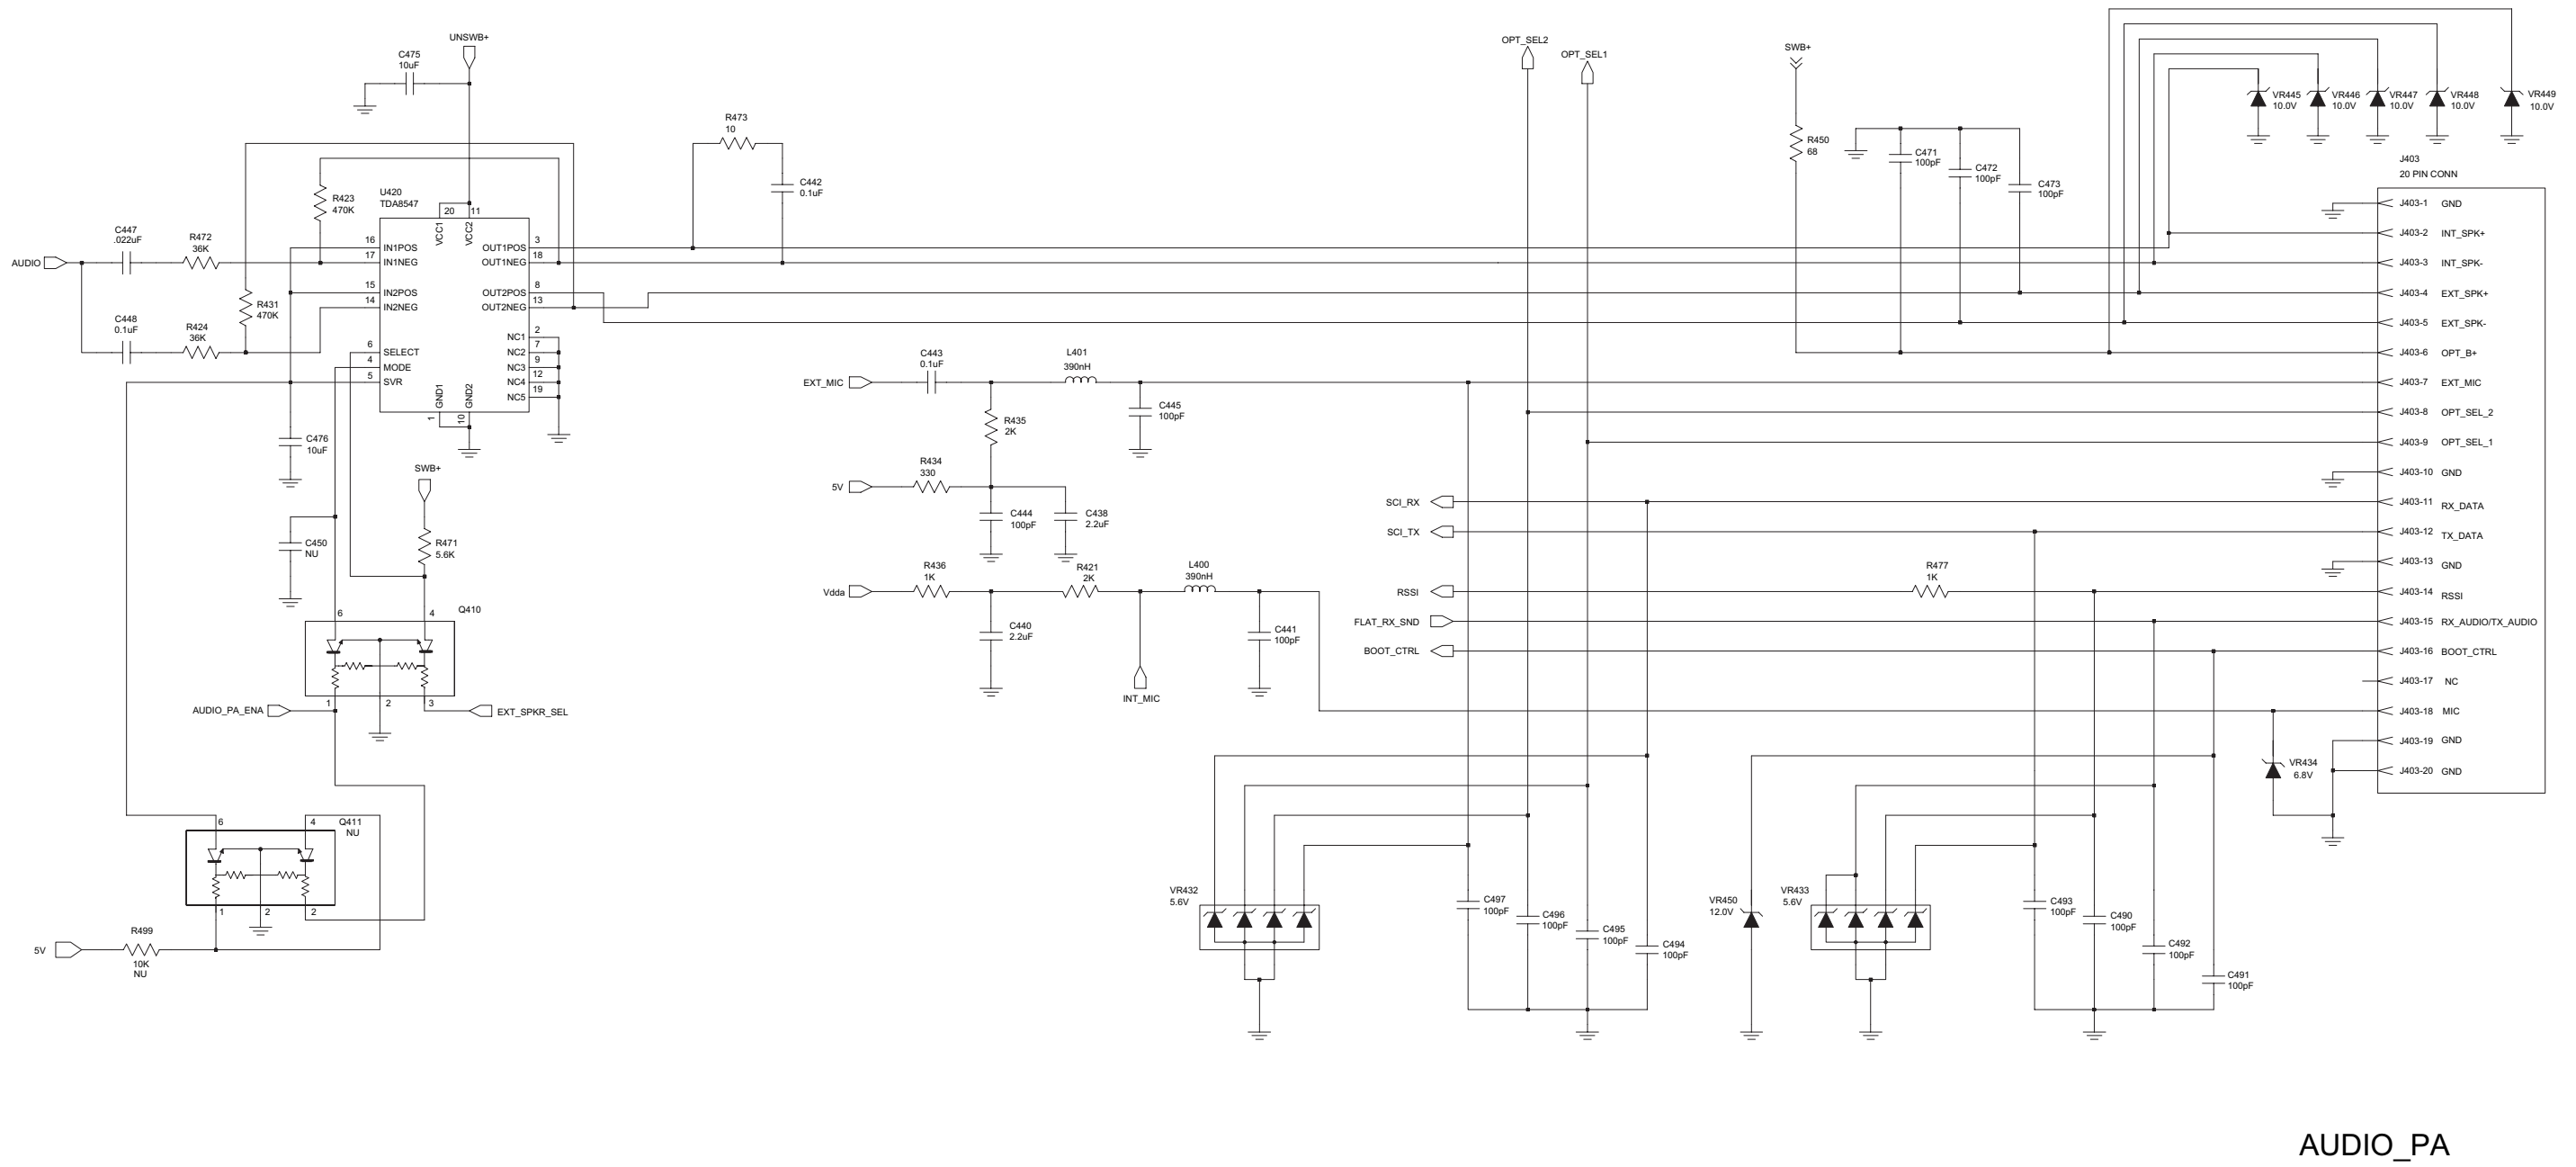 UNSWB+
C475
10uF
OPT_SEL2
OPT_SEL1
SWB+
R473
10
C442
0.1uF
R450
68
C471
100pF
C472
100pF
C473
100pF
VR445
10.0V
VR446
10.0V
VR447
10.0V
VR448
10.0V
VR449
10.0V
R423
470K
U420
TDA8547
20
11
VCC1
VCC2
C447
.022uF
R472
36K
AUDIO
R431
470K
C448
0.1uF
R424
36K
16
IN1POS
17
IN1NEG
15
IN2POS
14
IN2NEG
6
SELECT
4
MODE
5
SVR
OUT1POS
3
OUT1NEG
18
OUT2POS
8
OUT2NEG
13
NC1
2
NC2
7
NC3
9
NC4
12
NC5
19
GND1
GND2
1
10
C476
10uF
SWB+
R471
5.6K
C450
NU
6
4
Q410
1
2
3
AUDIO_PA_ENA
EXT_SPKR_SEL
6
4
Q411
NU
1
2
2
5V
R499
10K
NU
EXT_MIC
C443
0.1uF
L401
390nH
C445
100pF
R435
2K
5V
R434
330
C444
100pF
C438
2.2uF
Vdda
R436
1K
R421
2K
L400
390nH
C440
2.2uF
C441
100pF
INT_MIC
SCI_RX
SCI_TX
RSSI
FLAT_RX_SND
BOOT_CTRL
R477
1K
J403
20 PIN CONN
J403-1 GND
J403-2 INT_SPK+
J403-3 INT_SPK-
J403-4 EXT_SPK+
J403-5 EXT_SPK-
J403-6 OPT_B+
J403-7 EXT_MIC
J403-8 OPT_SEL_2
J403-9 OPT_SEL_1
J403-10 GND
J403-11 RX_DATA
J403-12 TX_DATA
J403-13 GND
J403-14 RSSI
J403-15 RX_AUDIO/TX_AUDIO
J403-16 BOOT_CTRL
J403-17 NC
J403-18 MIC
J403-19 GND
J403-20 GND
VR434
6.8V
VR432
5.6V
C497
100pF
C496
100pF
C495
100pF
C494
100pF
VR450
12.0V
VR433
5.6V
C493
100pF
C490
100pF
C492
100pF
C491
100pF
AUDIO_PA